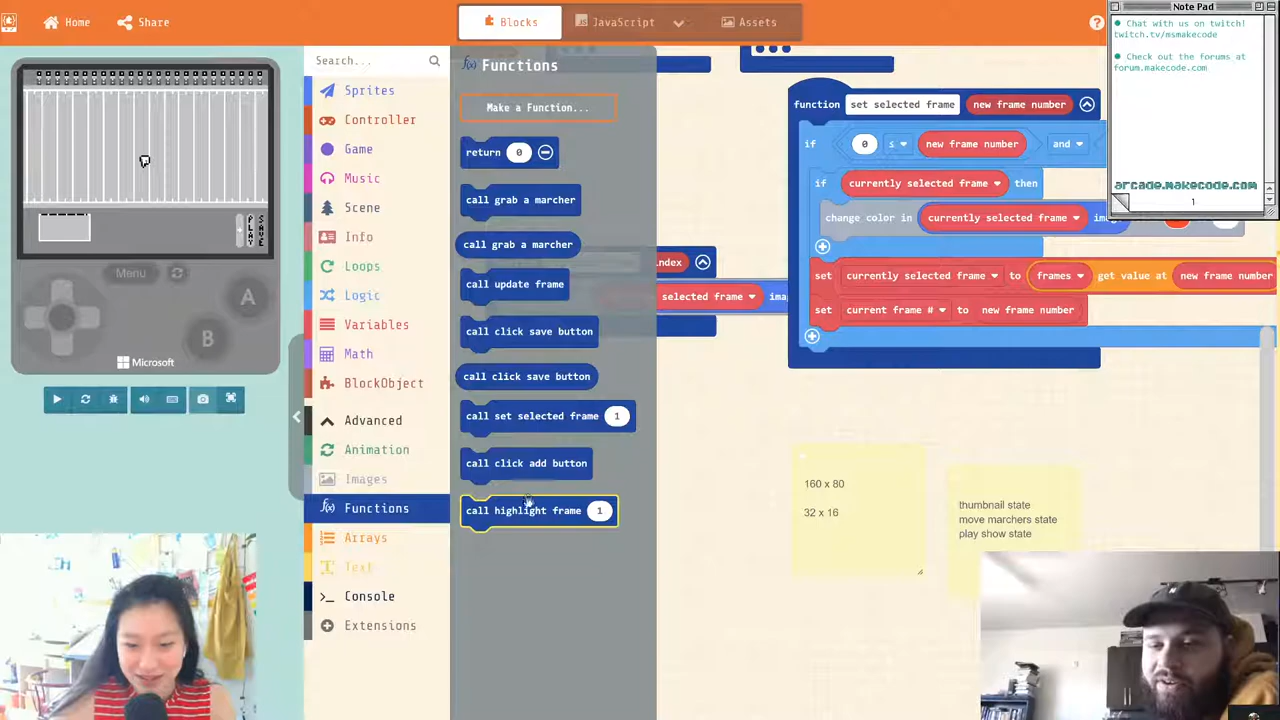 Home
Share
Blocks
JavaScript
Assets
?
Note Pad
Chat with us on twitch!
twitch.tv/msmakecode
Check out the forums at
forum.makecode.com
arcade.makecode.com
1
PLAY
SAVE
Menu
A
B
Microsoft
Search...
Sprites
Controller
Game
Music
Scene
Info
Loops
Logic
Variables
Math
BlockObject
Advanced
Animation
Images
Functions
Arrays
Text
Console
Extensions
Functions
Make a Function...
return 0
call grab a marcher
call grab a marcher
call update frame
call click save button
call click save button
call set selected frame 1
call click add button
call highlight frame 1
selected frame
function set selected frame new frame number
if 0 ≤ new frame number and
if currently selected frame then
change color in currently selected frame
set currently selected frame to frames get value at new frame number
set current frame # to new frame number
160 x 80
32 x 16
thumbnail state
move marchers state
play show state